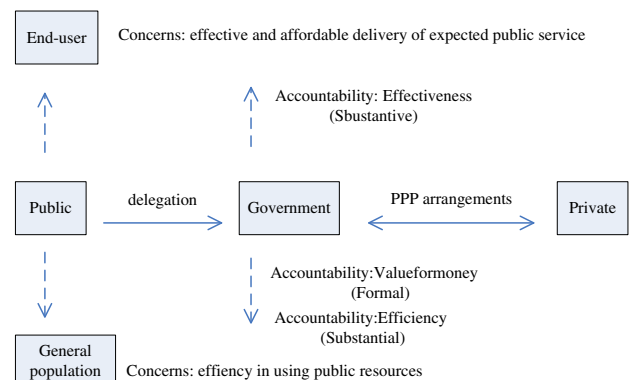 End-user
Concerns: effective and affordable delivery of expected public service
Accountability: Effectiveness
(Sbustantive)
Public
delegation
Government
PPP arrangements
Private
Accountability:Valueformoney
(Formal)
Accountability:Efficiency
(Substantial)
General
population
Concerns: effiency in using public resources